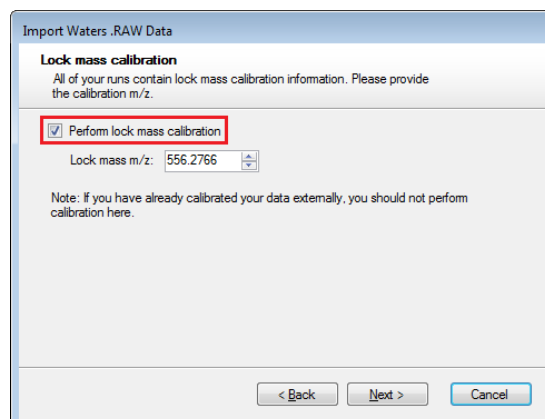 Import Waters .RAW Data
Lock mass calibration
All of your runs contain lock mass calibration information. Please provide
the calibration m/z.
Perform lock mass calibration
Lock mass m/z: 556.2766
Note: If you have already calibrated your data externally, you should not perform
calibration here.
< Back Next > Cancel